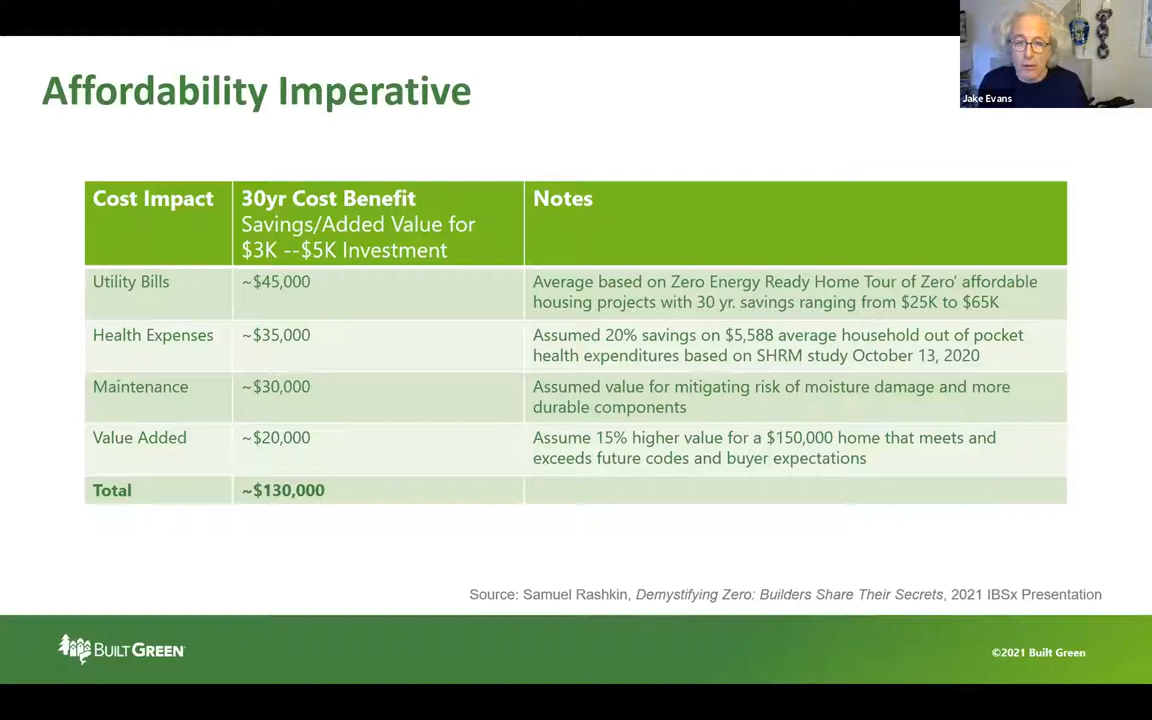 Affordability Imperative
Jake Evans
Cost Impact
30yr Cost Benefit
Savings/Added Value for
$3K --$5K Investment
Notes
Utility Bills
~$45,000
Average based on Zero Energy Ready Home Tour of Zero’ affordable
housing projects with 30 yr. savings ranging from $25K to $65K
Health Expenses
~$35,000
Assumed 20% savings on $5,588 average household out of pocket
health expenditures based on SHRM study October 13, 2020
Maintenance
~$30,000
Assumed value for mitigating risk of moisture damage and more
durable components
Value Added
~$20,000
Assume 15% higher value for a $150,000 home that meets and
exceeds future codes and buyer expectations
Total
~$130,000
Source: Samuel Rashkin, Demystifying Zero: Builders Share Their Secrets, 2021 IBSx Presentation
BUILT GREEN
©2021 Built Green